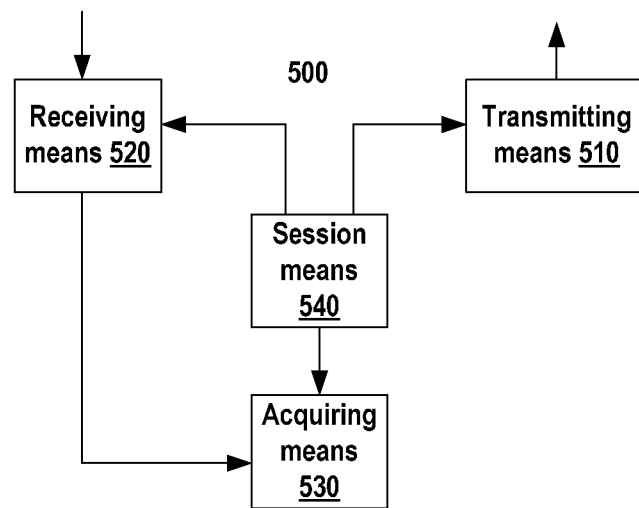 500
Receiving
means 520
Transmitting
means 510
Session
means
540
Acquiring
means
530